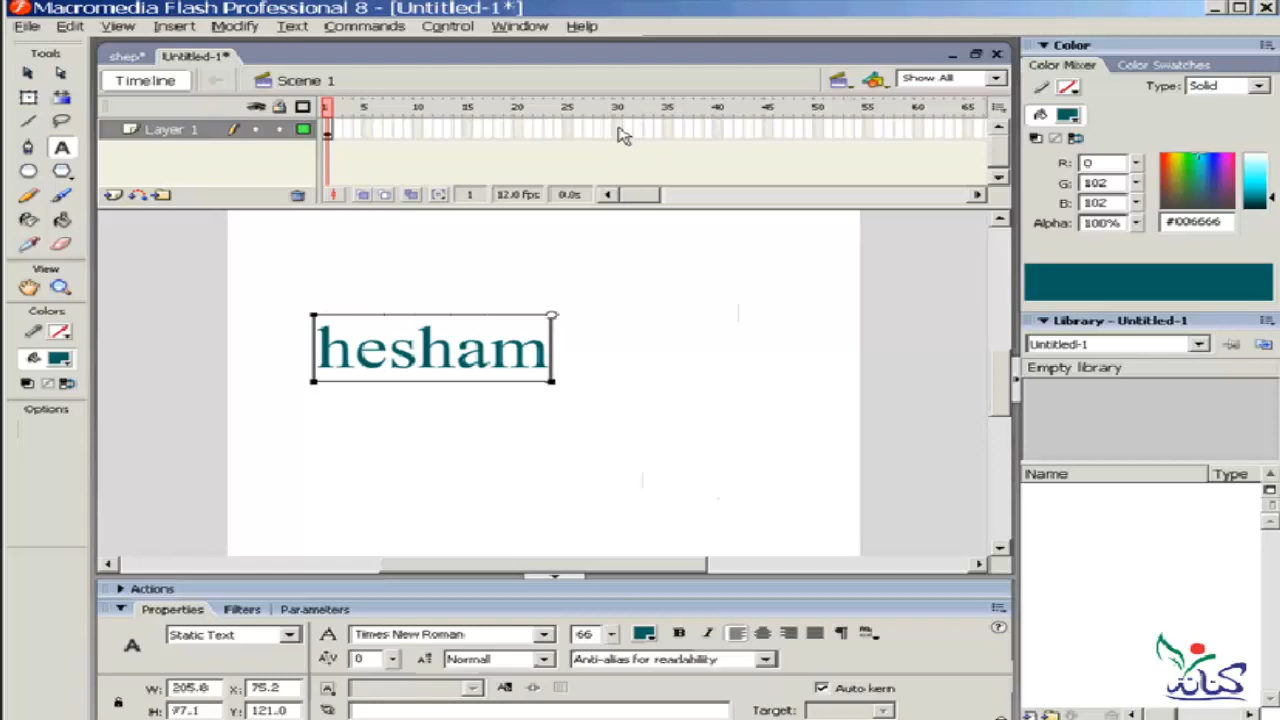 Macromedia Flash Professional 8 - [Untitled-1*]
File Edit View Insert Modify Text Commands Control Window Help
Tools
View
Colors
Options
shep* Untitled-1*
Timeline Scene 1 Show All
1 5 10 15 20 25 30 35 40 45 50 55 60 65
Layer 1
1 12.0 fps 0.0s
hesham
Actions
Properties Filters Parameters
Static Text A Times New Roman 66 B I
A/V 0 Normal Anti-alias for readability
W: 205.8 X: 75.2 Auto kern
H: 77.1 Y: 121.0 Target:
Color
Color Mixer Color Swatches
Type: Solid
R: 0
G: 102
B: 102
Alpha: 100% #006666
Library - Untitled-1
Untitled-1
Empty library
Name Type
كنانة